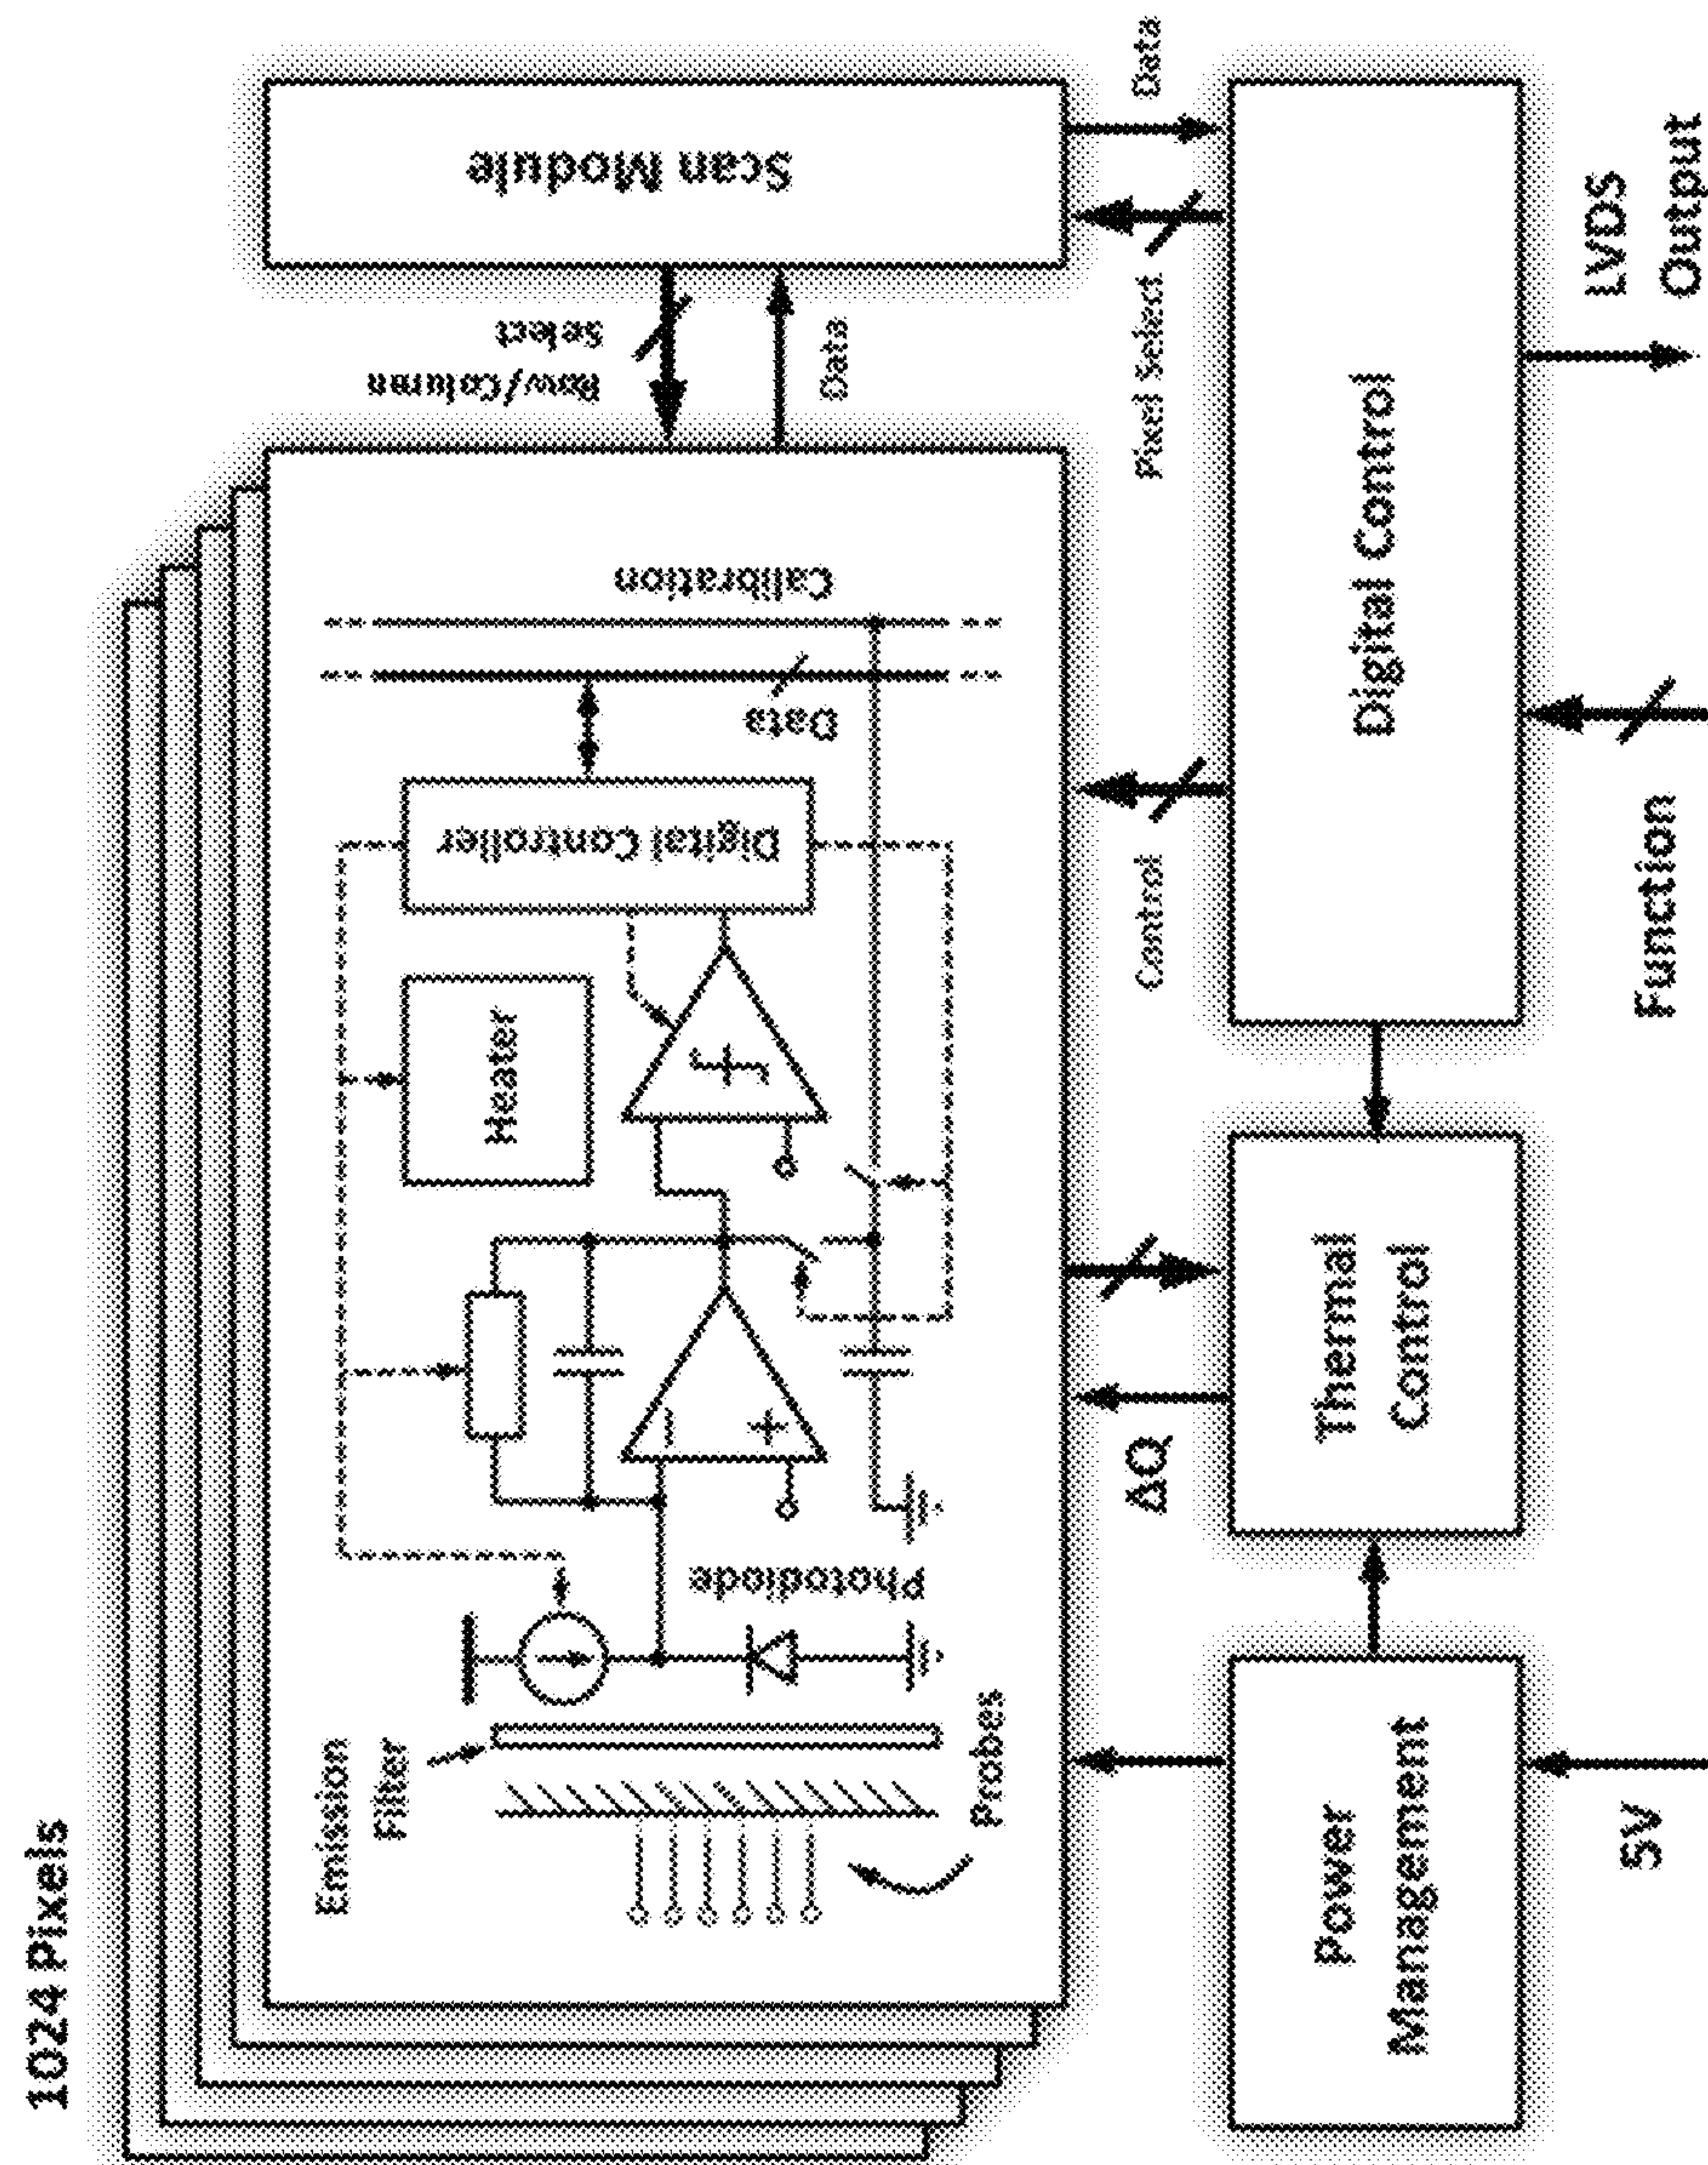 1024 Pixels
Emission
Filter
Probes
Photodiode
Heater
Digital Controller
Data
Calibration
Row/Column
Select
Data
Scan Module
ΔQ
Control
Pixel Select
Data
Power
Management
Thermal
Control
Digital Control
5V
Function
LVDS
Output